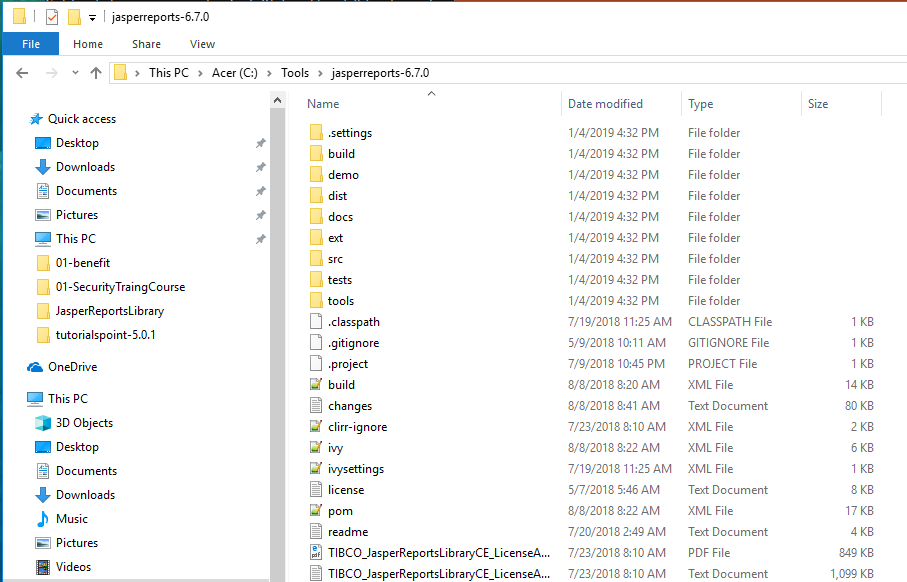 jasperreports-6.7.0
File Home Share View
This PC Acer (C:) Tools jasperreports-6.7.0
Quick access
Desktop
Downloads
Documents
Pictures
This PC
01-benefit
01-SecurityTraingCourse
JasperReportsLibrary
tutorialspoint-5.0.1
OneDrive
This PC
3D Objects
Desktop
Documents
Downloads
Music
Pictures
Videos
Name Date modified Type Size
.settings 1/4/2019 4:32 PM File folder
build 1/4/2019 4:32 PM File folder
demo 1/4/2019 4:32 PM File folder
dist 1/4/2019 4:32 PM File folder
docs 1/4/2019 4:32 PM File folder
ext 1/4/2019 4:32 PM File folder
src 1/4/2019 4:32 PM File folder
tests 1/4/2019 4:32 PM File folder
tools 1/4/2019 4:32 PM File folder
.classpath 7/19/2018 11:25 AM CLASSPATH File 1 KB
.gitignore 5/9/2018 10:11 AM GITIGNORE File 1 KB
.project 7/9/2018 10:45 PM PROJECT File 1 KB
build 8/8/2018 8:20 AM XML File 14 KB
changes 8/8/2018 8:41 AM Text Document 80 KB
clirr-ignore 7/23/2018 8:10 AM XML File 2 KB
ivy 8/8/2018 8:22 AM XML File 6 KB
ivysettings 7/19/2018 11:25 AM XML File 1 KB
license 5/7/2018 5:46 AM Text Document 8 KB
pom 8/8/2018 8:22 AM XML File 17 KB
readme 7/20/2018 2:49 AM Text Document 4 KB
TIBCO_JasperReportsLibraryCE_LicenseA... 7/23/2018 8:10 AM PDF File 849 KB
TIBCO_JasperReportsLibraryCE_LicenseA... 7/23/2018 8:10 AM Text Document 1,099 KB